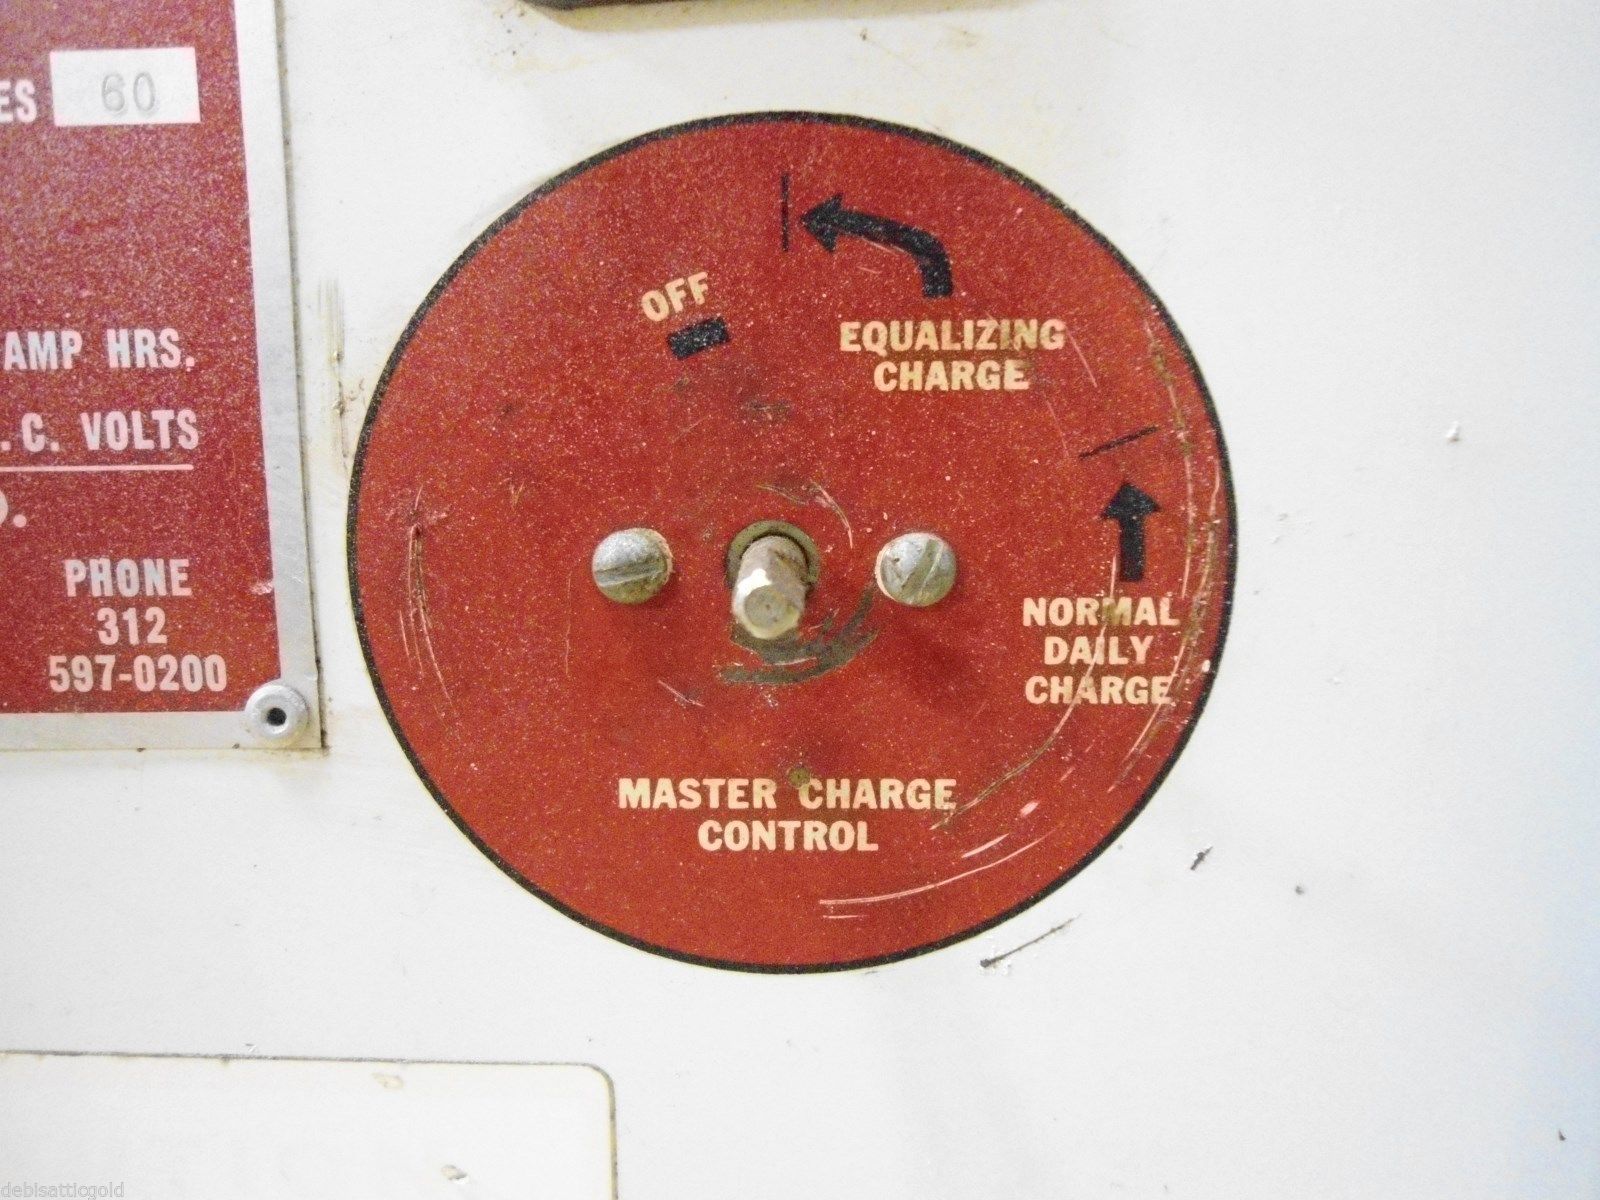 ES 60
AMP HRS.
.C. VOLTS
PHONE
312
597-0200
OFF
EQUALIZING
CHARGE
NORMAL
DAILY
CHARGE
MASTER CHARGE
CONTROL
debisatticgold